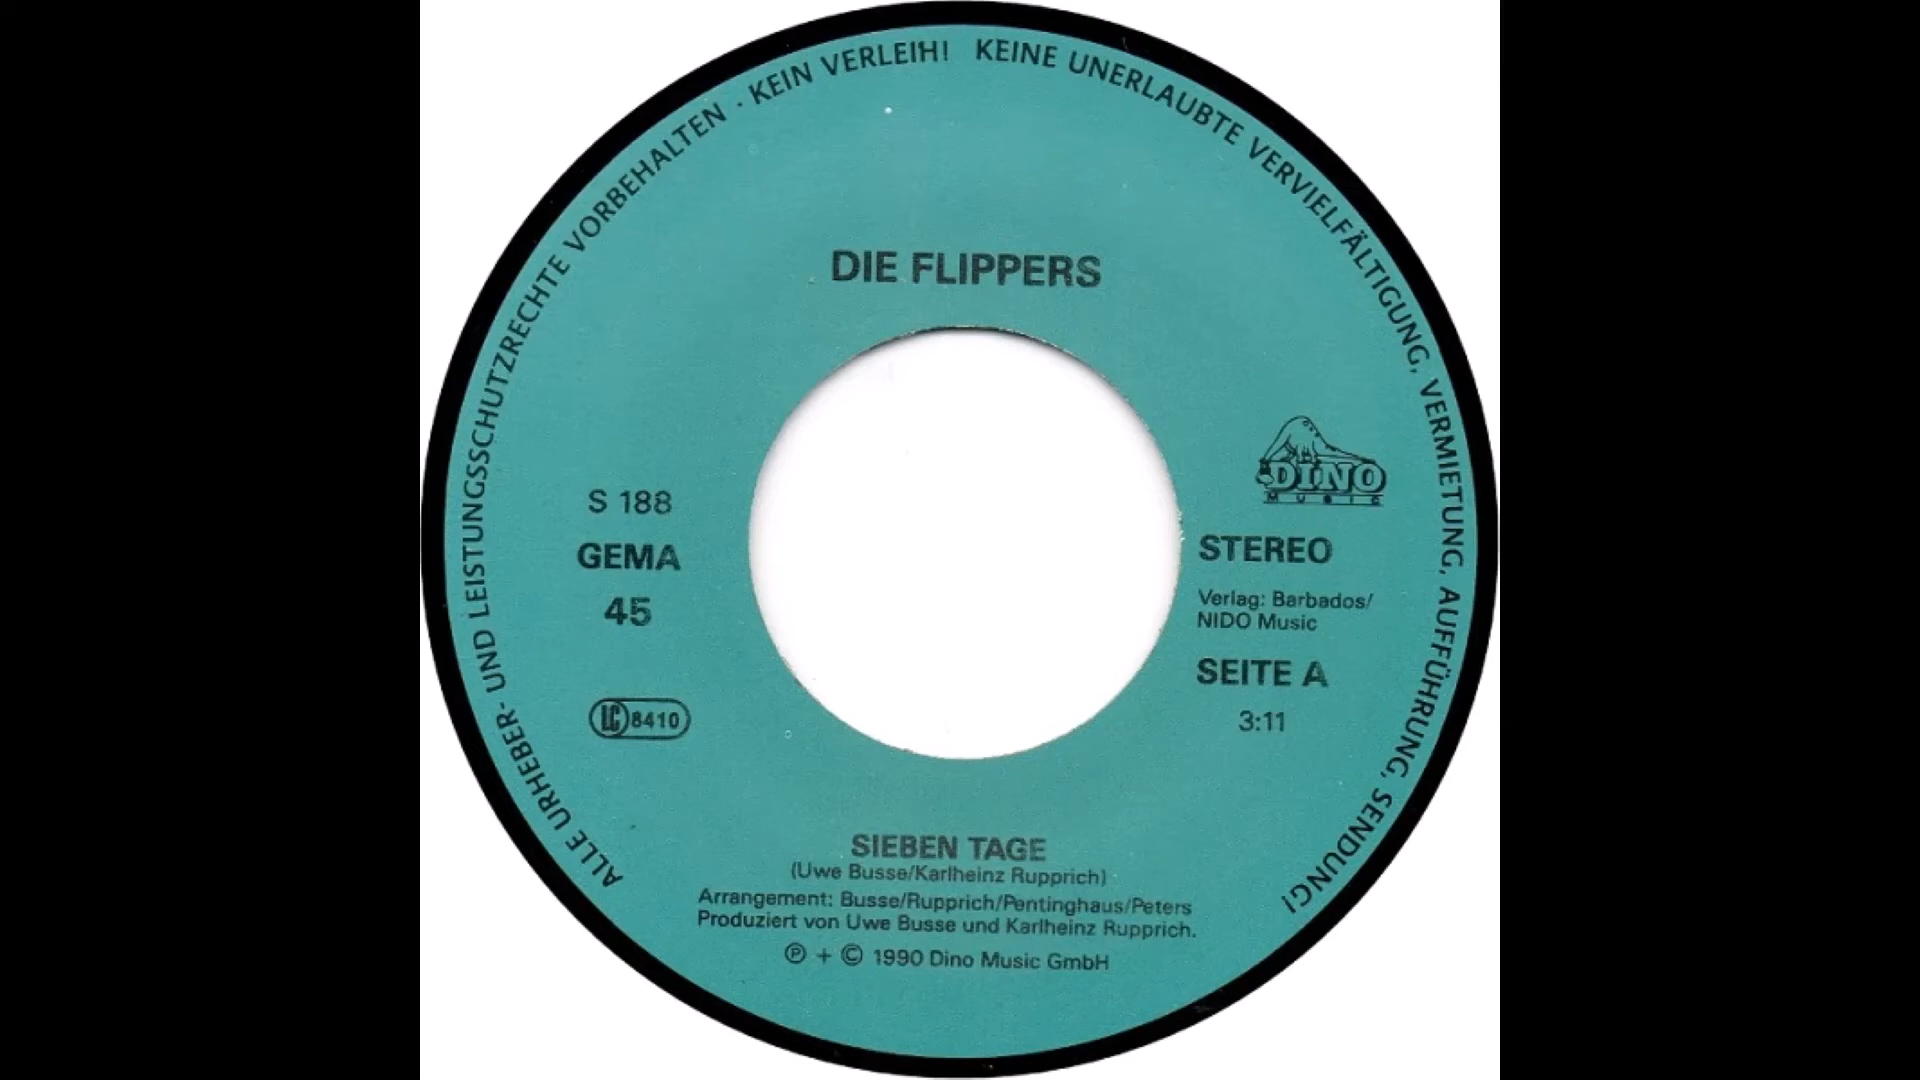 ALLE URHEBER- UND LEISTUNGSSCHUTZRECHTE VORBEHALTEN · KEIN VERLEIH! KEINE UNERLAUBTE VERVIELFÄLTIGUNG, VERMIETUNG, AUFFÜHRUNG, SENDUNG!
DIE FLIPPERS
S 188
GEMA
45
LC 8410
DINO
MUSIC
STEREO
Verlag: Barbados/
NIDO Music
SEITE A
3:11
SIEBEN TAGE
(Uwe Busse/Karlheinz Rupprich)
Arrangement: Busse/Rupprich/Pentinghaus/Peters
Produziert von Uwe Busse und Karlheinz Rupprich.
℗ + © 1990 Dino Music GmbH